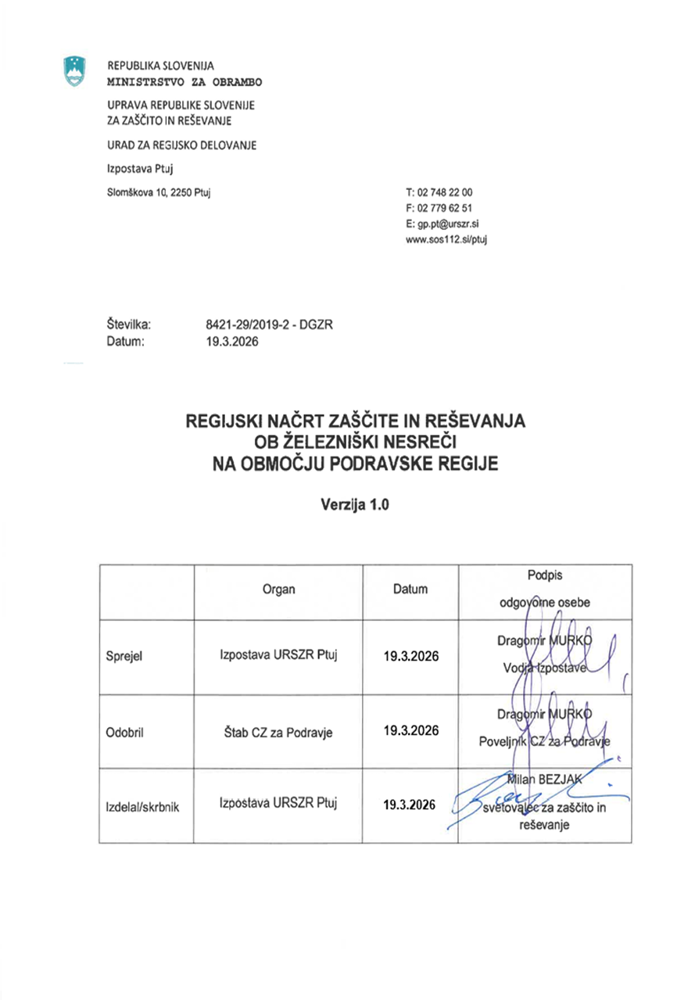 REPUBLIKA SLOVENIJA
MINISTRSTVO ZA OBRAMBO
UPRAVA REPUBLIKE SLOVENIJE
ZA ZAŠČITO IN REŠEVANJE
URAD ZA REGIJSKO DELOVANJE
Izpostava Ptuj
Slomškova 10, 2250 Ptuj
T: 02 748 22 00
F: 02 779 62 51
E: gp.pt@urszr.si
www.sos112.si/ptuj
Številka: 8421-29/2019-2 - DGZR
Datum: 19.3.2026
REGIJSKI NAČRT ZAŠČITE IN REŠEVANJA
OB ŽELEZNIŠKI NESREČI
NA OBMOČJU PODRAVSKE REGIJE
Verzija 1.0
Organ
Datum
Podpis
odgovorne osebe
Sprejel
Izpostava URSZR Ptuj
19.3.2026
Dragomir MURKO
Vodja Izpostave
Odobril
Štab CZ za Podravje
19.3.2026
Dragomir MURKO
Poveljnik CZ za Podravje
Izdelal/skrbnik
Izpostava URSZR Ptuj
19.3.2026
Milan BEZJAK
svetovalec za zaščito in
reševanje